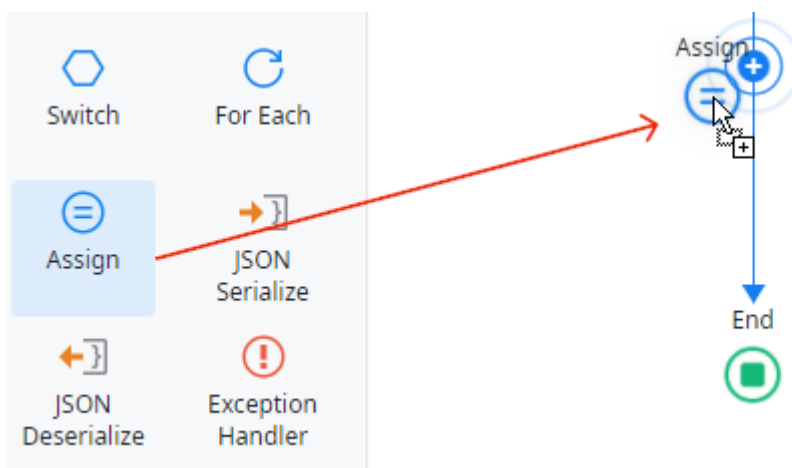 Switch
For Each
Assign
JSON
Serialize
JSON
Deserialize
Exception
Handler
Assign
End